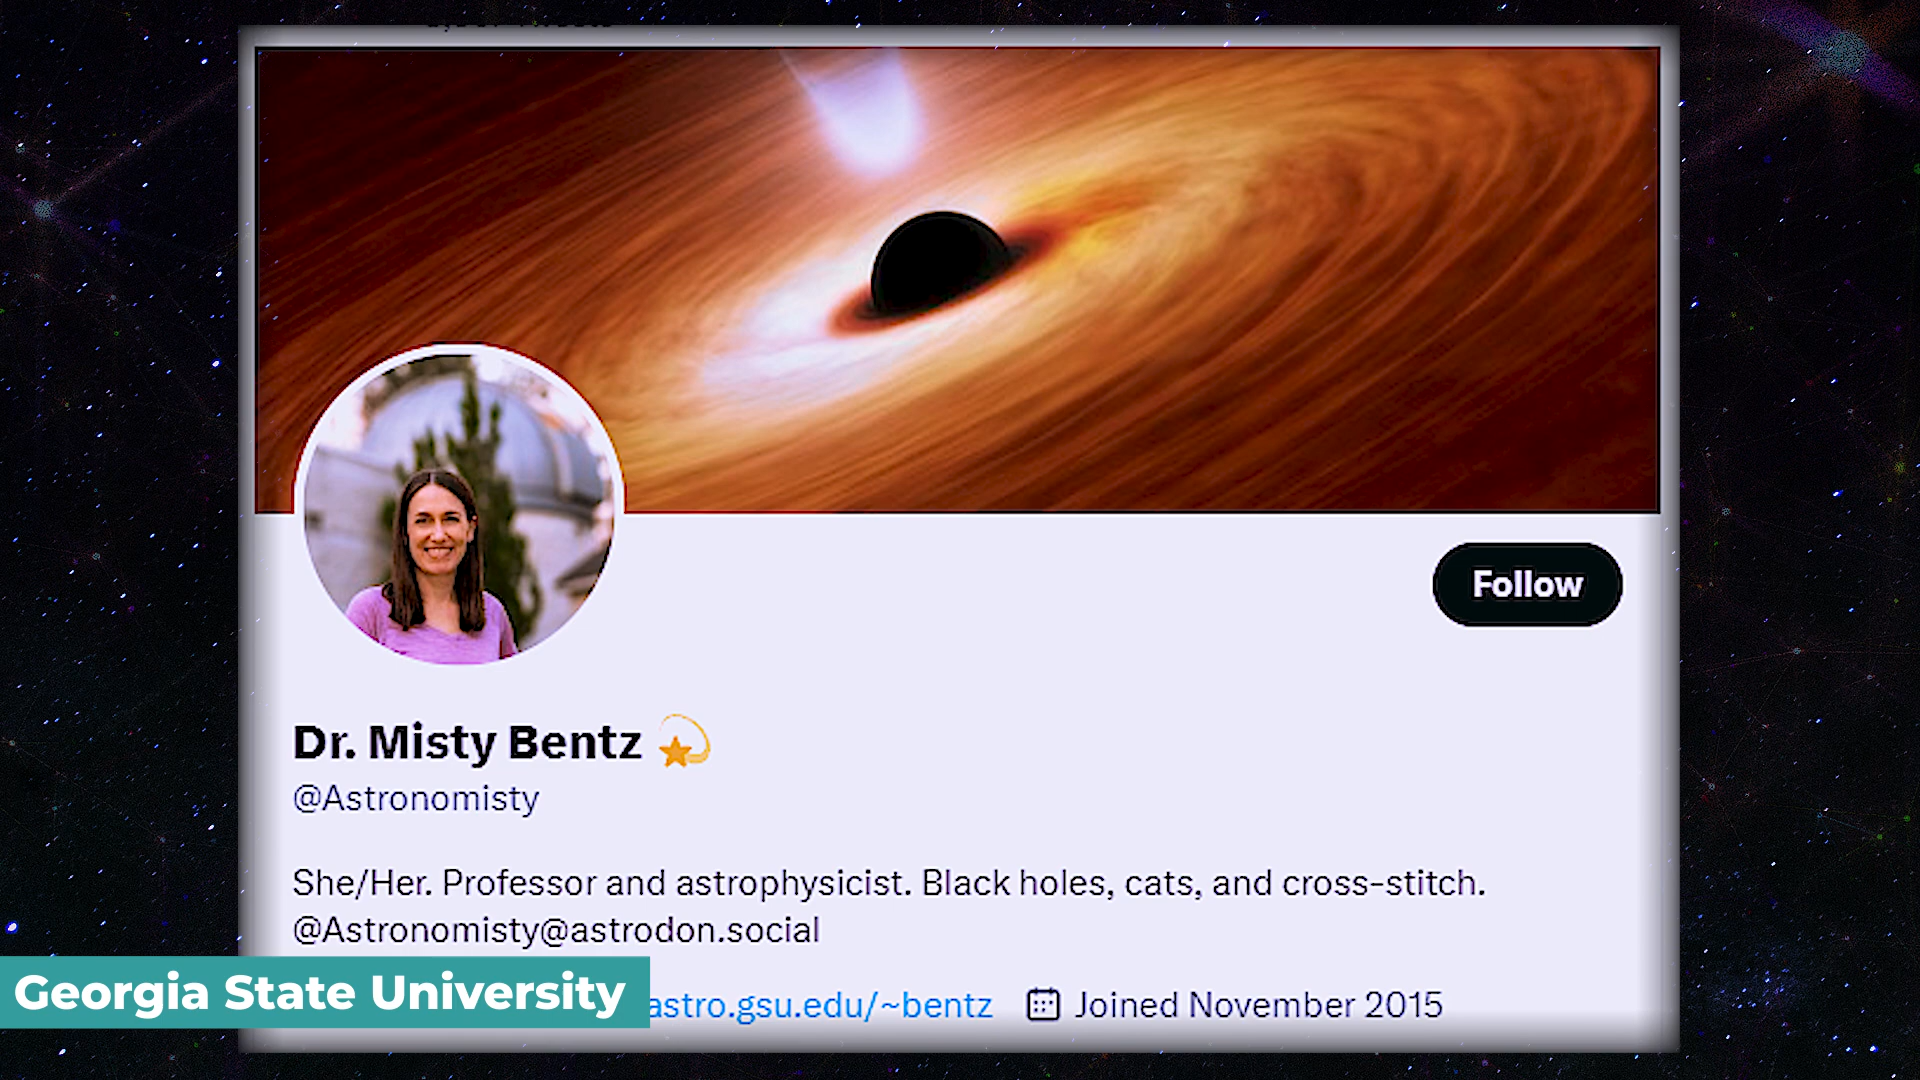 Follow
Dr. Misty Bentz 💫
@Astronomisty
She/Her. Professor and astrophysicist. Black holes, cats, and cross-stitch.
@Astronomisty@astrodon.social
Georgia State University
astro.gsu.edu/~bentz Joined November 2015